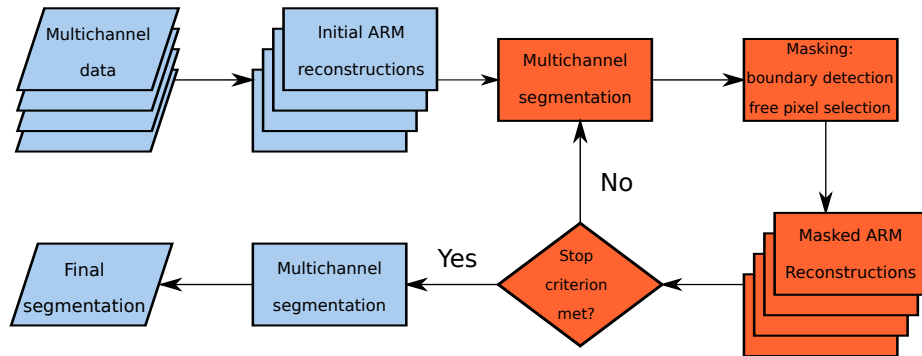 Multichannel
data
Initial ARM
reconstructions
Multichannel
segmentation
Masking:
boundary detection
free pixel selection
No
Masked ARM
Reconstructions
Stop
criterion
met?
Yes
Multichannel
segmentation
Final
segmentation